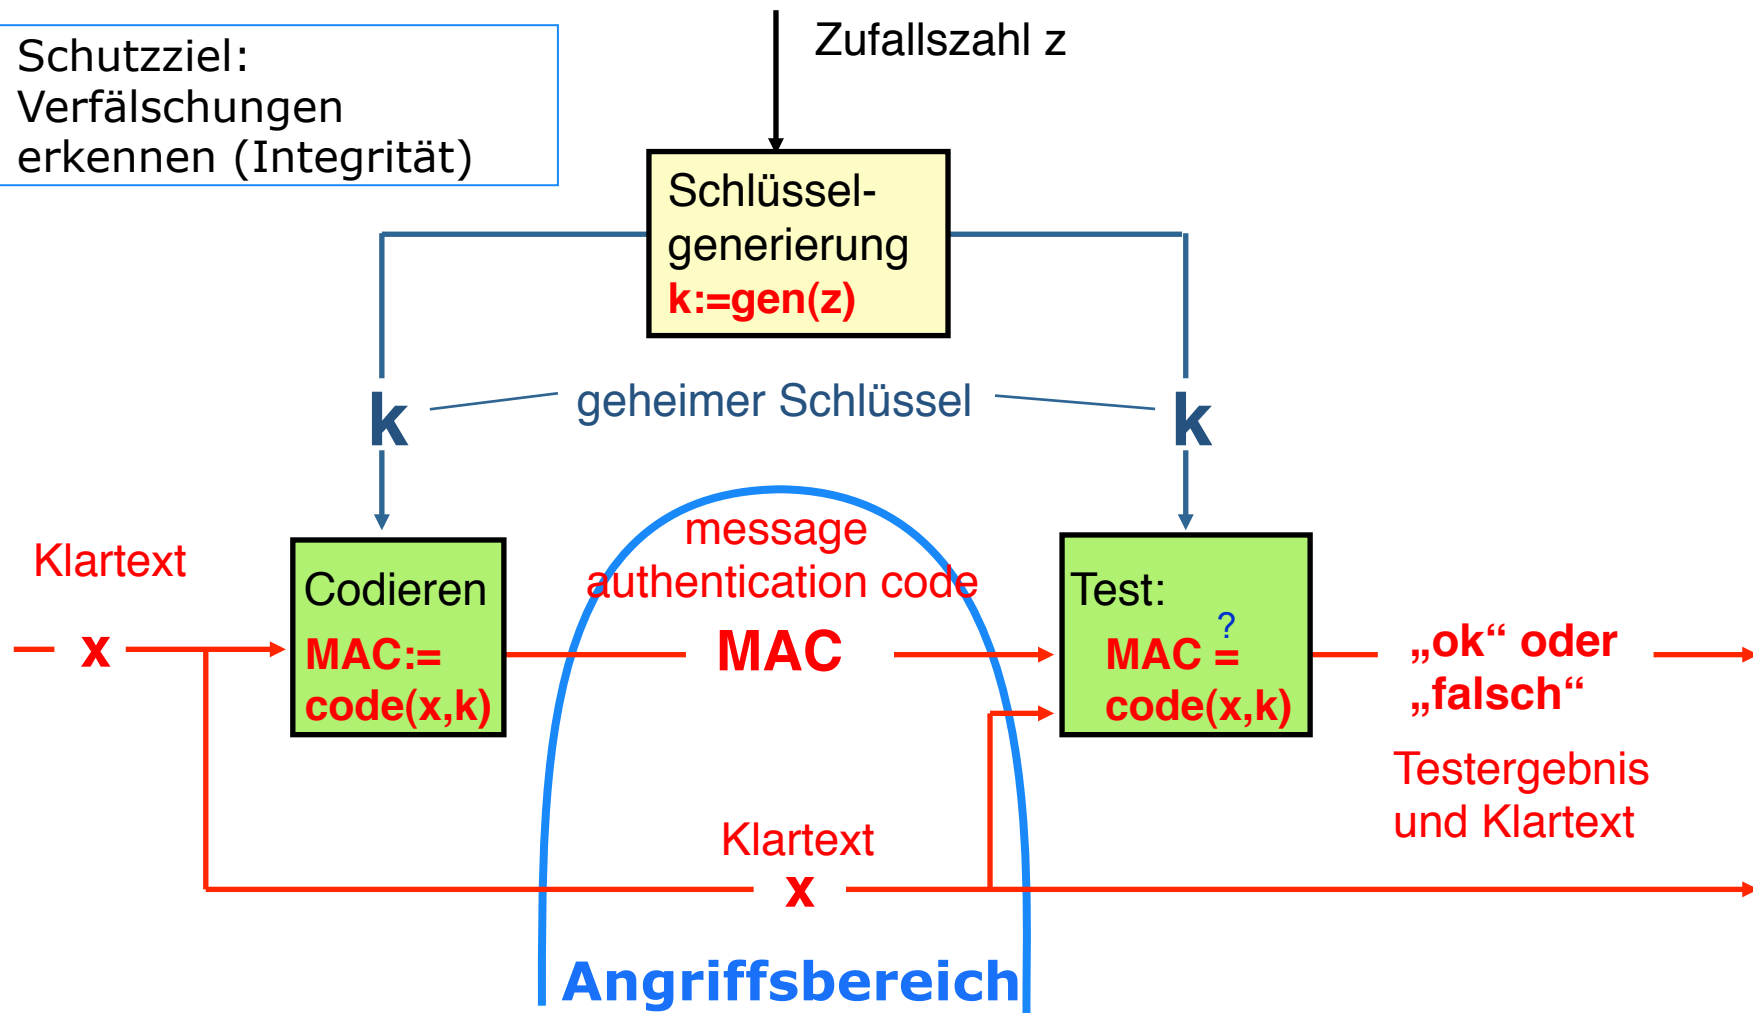 Schutzziel:
Verfälschungen
erkennen (Integrität)
Zufallszahl z
Schlüssel-
generierung
k:=gen(z)
k
geheimer Schlüssel
k
Klartext
x
Codieren
MAC:=
code(x,k)
message
authentication code
MAC
Test:
?
MAC =
code(x,k)
„ok“ oder
„falsch“
Testergebnis
und Klartext
Klartext
x
Angriffsbereich